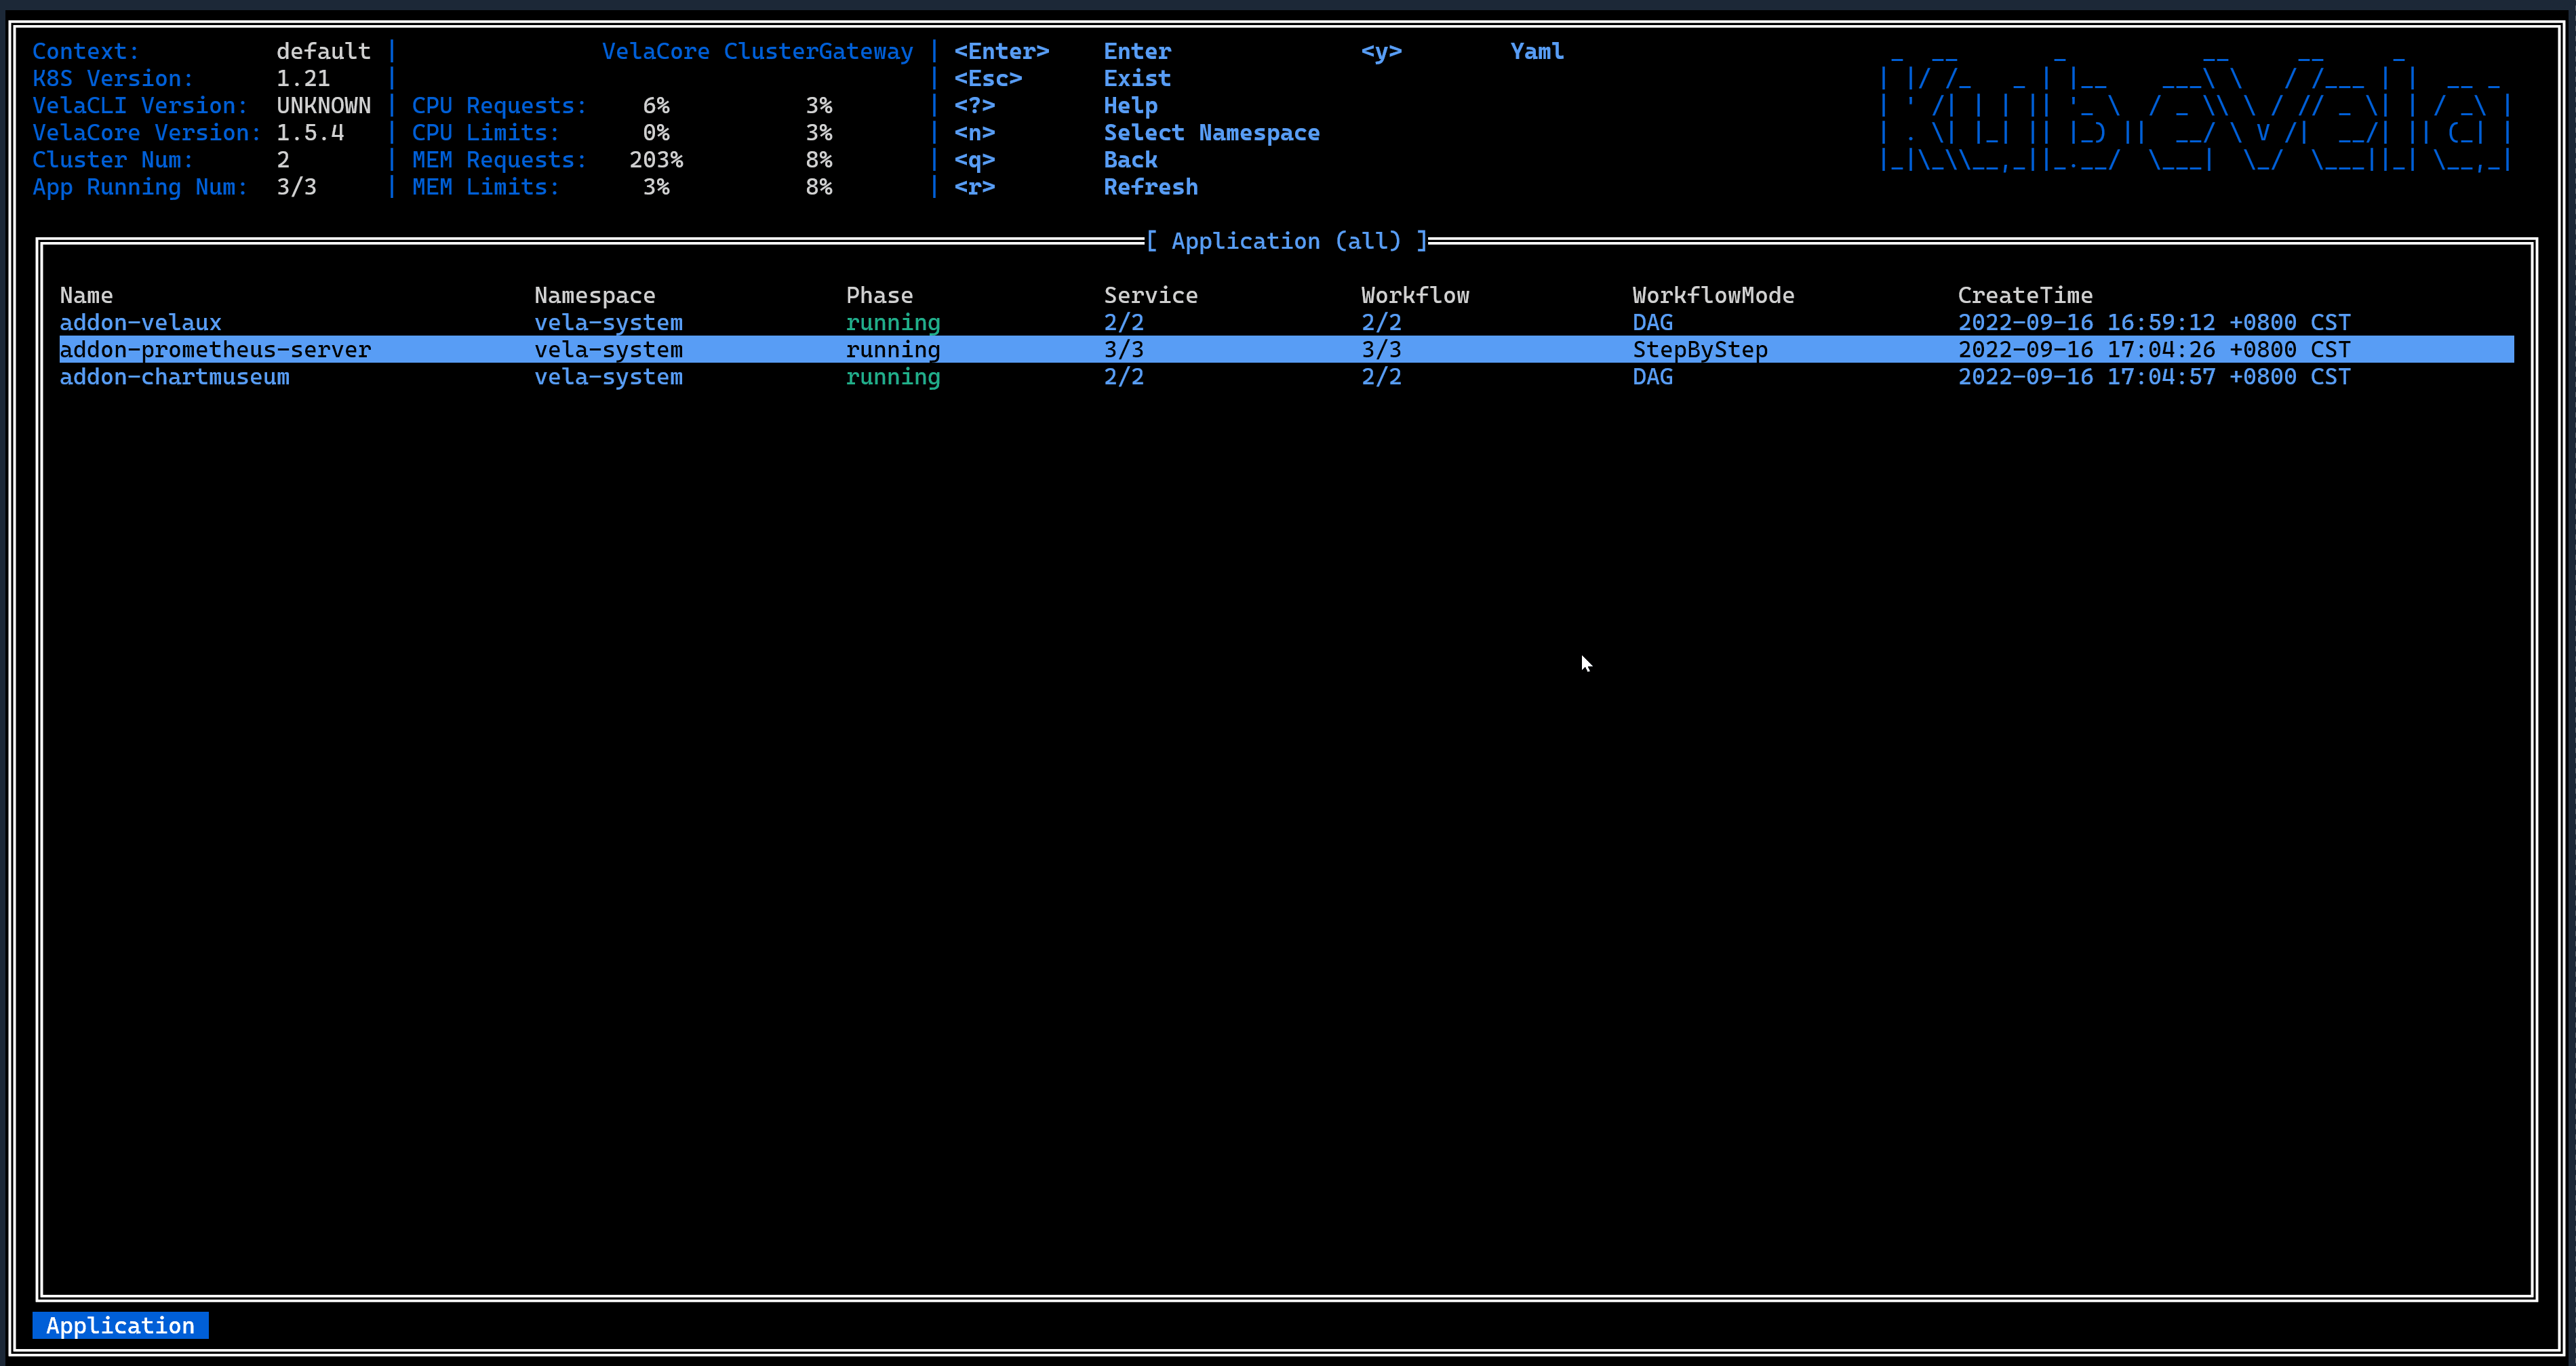 Context: default | VelaCore ClusterGateway | <Enter> Enter <y> Yaml
K8S Version: 1.21 | | <Esc> Exist
VelaCLI Version: UNKNOWN | CPU Requests: 6% 3% | <?> Help
VelaCore Version: 1.5.4 | CPU Limits: 0% 3% | <n> Select Namespace
Cluster Num: 2 | MEM Requests: 203% 8% | <q> Back
App Running Num: 3/3 | MEM Limits: 3% 8% | <r> Refresh
KubeVela
[ Application (all) ]
Name Namespace Phase Service Workflow WorkflowMode CreateTime
addon-velaux vela-system running 2/2 2/2 DAG 2022-09-16 16:59:12 +0800 CST
addon-prometheus-server vela-system running 3/3 3/3 StepByStep 2022-09-16 17:04:26 +0800 CST
addon-chartmuseum vela-system running 2/2 2/2 DAG 2022-09-16 17:04:57 +0800 CST
Application